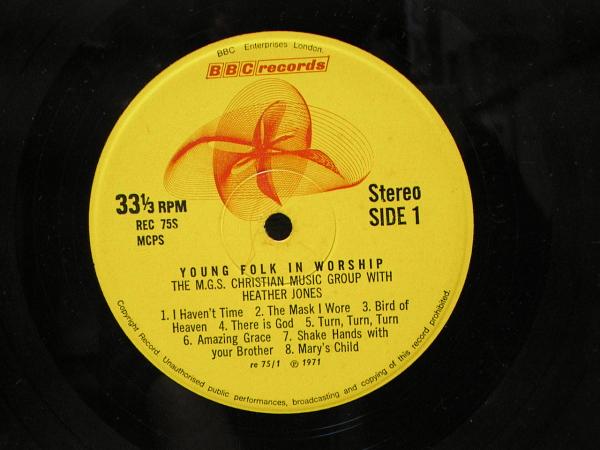 BBC Enterprises London.
BBC records
33⅓ RPM
REC 75S
MCPS
Stereo
SIDE 1
YOUNG FOLK IN WORSHIP
THE M.G.S. CHRISTIAN MUSIC GROUP WITH
HEATHER JONES
1. I Haven't Time 2. The Mask I Wore 3. Bird of
Heaven 4. There is God 5. Turn, Turn, Turn
6. Amazing Grace 7. Shake Hands with
your Brother 8. Mary's Child
re 75/1 ℗ 1971
Copyright Record. Unauthorised public performances, broadcasting and copying of this record prohibited.